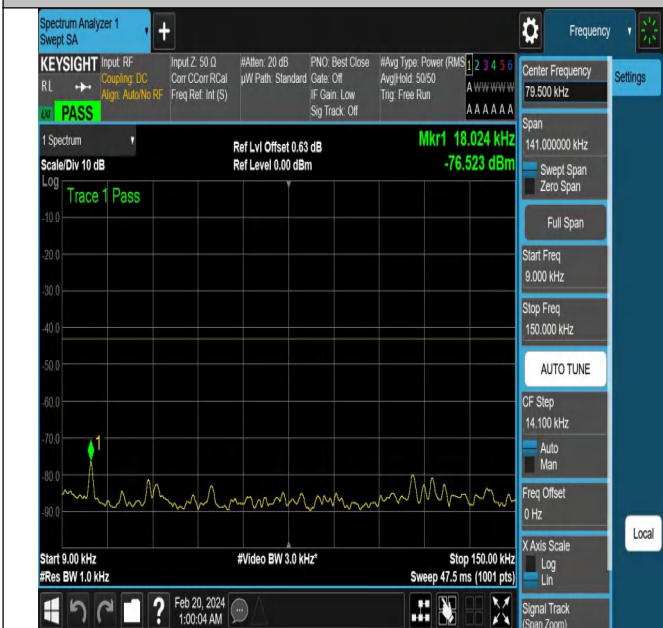 Spectrum Analyzer 1
Swept SA
+
Frequency
KEYSIGHT
RL
PASS
Input: RF
Coupling: DC
Align: Auto/No RF
Input Z: 50 Ω
Corr CCorr RCal
Freq Ref: Int (S)
#Atten: 20 dB
µW Path: Standard
PNO: Best Close
Gate: Off
IF Gain: Low
Sig Track: Off
#Avg Type: Power (RMS
Avg|Hold: 50/50
Trig: Free Run
1 2 3 4 5 6
A W W W W W
A A A A A A
1 Spectrum
Scale/Div 10 dB
Log
Ref Lvl Offset 0.63 dB
Ref Level 0.00 dBm
Mkr1 18.024 kHz
-76.523 dBm
Trace 1 Pass
-10.0
-20.0
-30.0
-40.0
-50.0
-60.0
-70.0
-80.0
-90.0
1
Start 9.00 kHz
#Res BW 1.0 kHz
#Video BW 3.0 kHz*
Stop 150.00 kHz
Sweep 47.5 ms (1001 pts)
?
Feb 20, 2024
1:00:04 AM
Center Frequency
79.500 kHz
Settings
Span
141.000000 kHz
Swept Span
Zero Span
Full Span
Start Freq
9.000 kHz
Stop Freq
150.000 kHz
AUTO TUNE
CF Step
14.100 kHz
Auto
Man
Freq Offset
0 Hz
X Axis Scale
Log
Lin
Local
Signal Track
(Span Zoom)